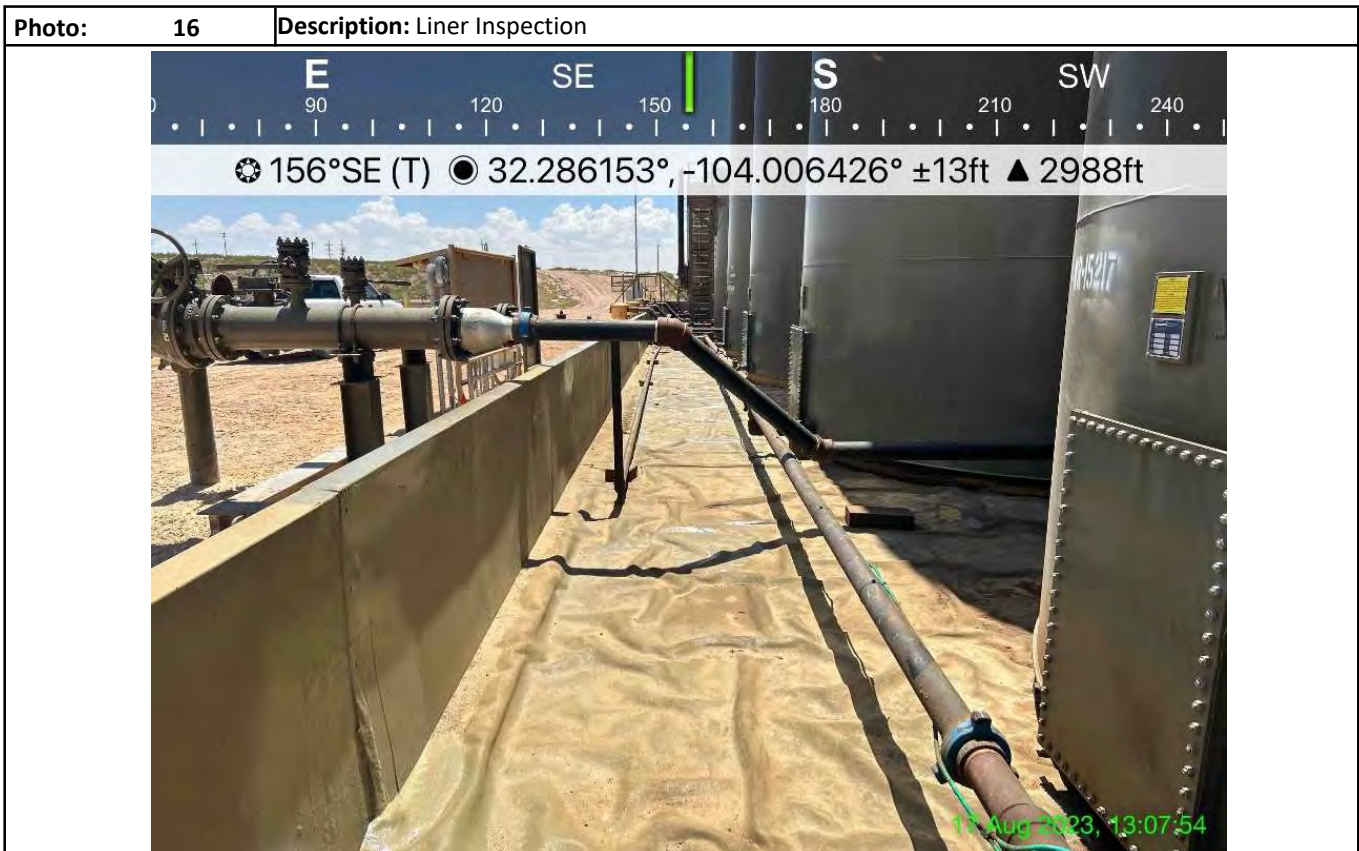 Photo: 16 Description: Liner Inspection
E SE S SW
90 120 150 180 210 240
156°SE (T) 32.286153°, -104.006426° ±13ft ▲ 2988ft
17 Aug 2023, 13:07:54